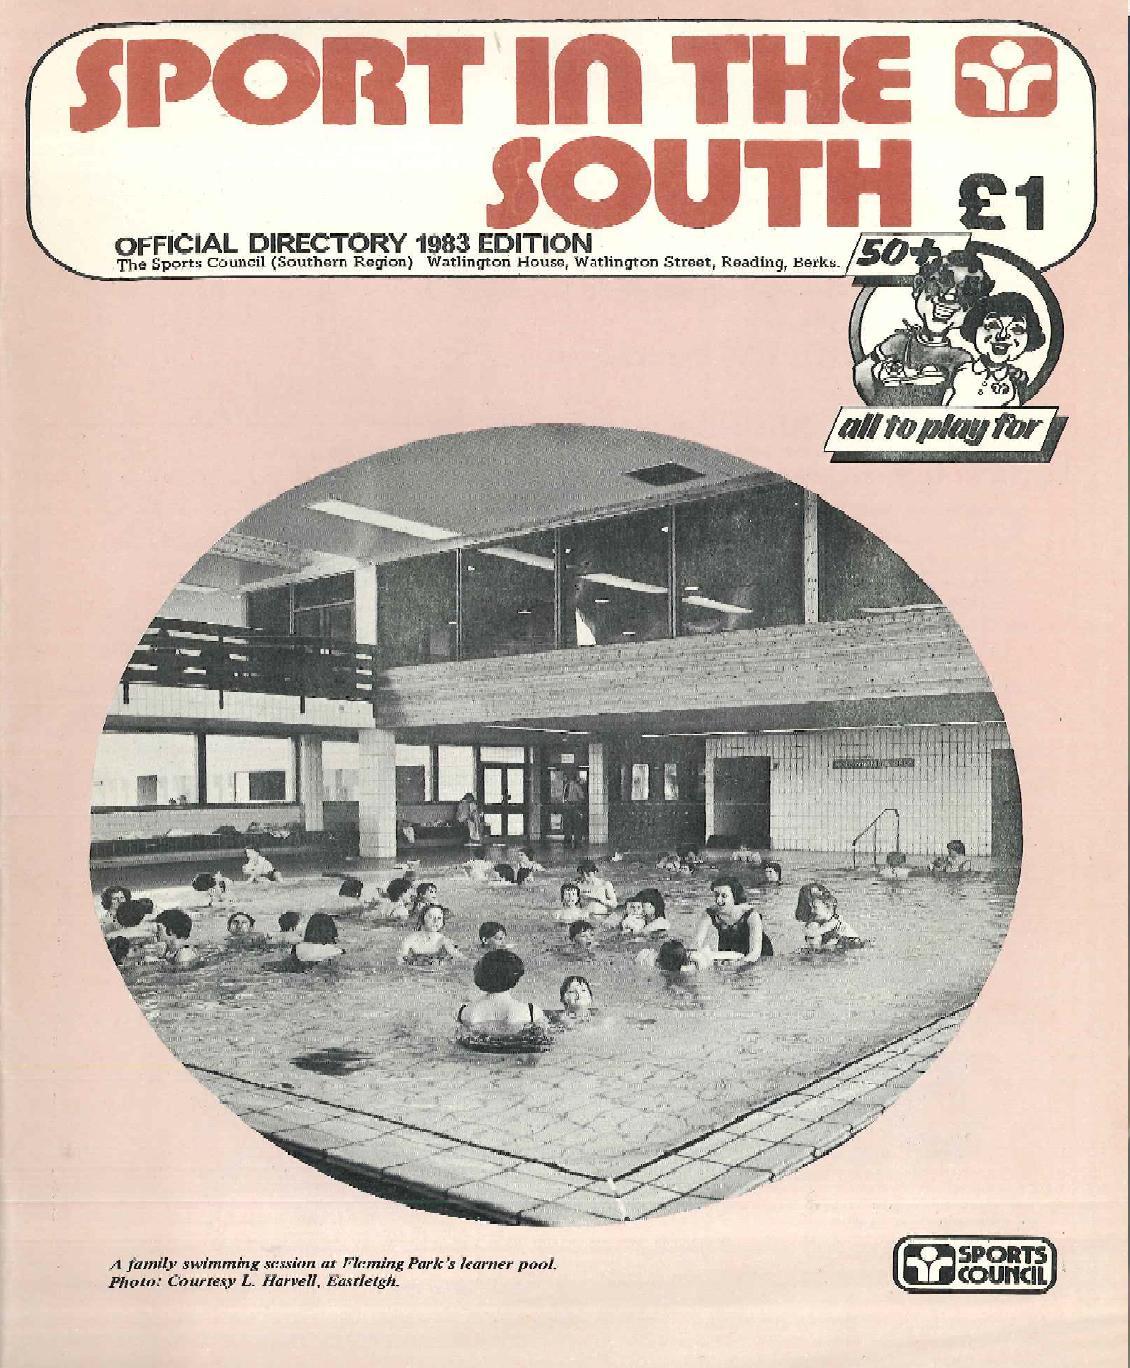 SPORT IN THE
SOUTH
£1
OFFICIAL DIRECTORY 1983 EDITION
The Sports Council (Southern Region) Watlington House, Watlington Street, Reading, Berks.
50+
all to play for
A family swimming session at Fleming Park's learner pool.
Photo: Courtesy L. Harvell, Eastleigh.
SPORTS
COUNCIL